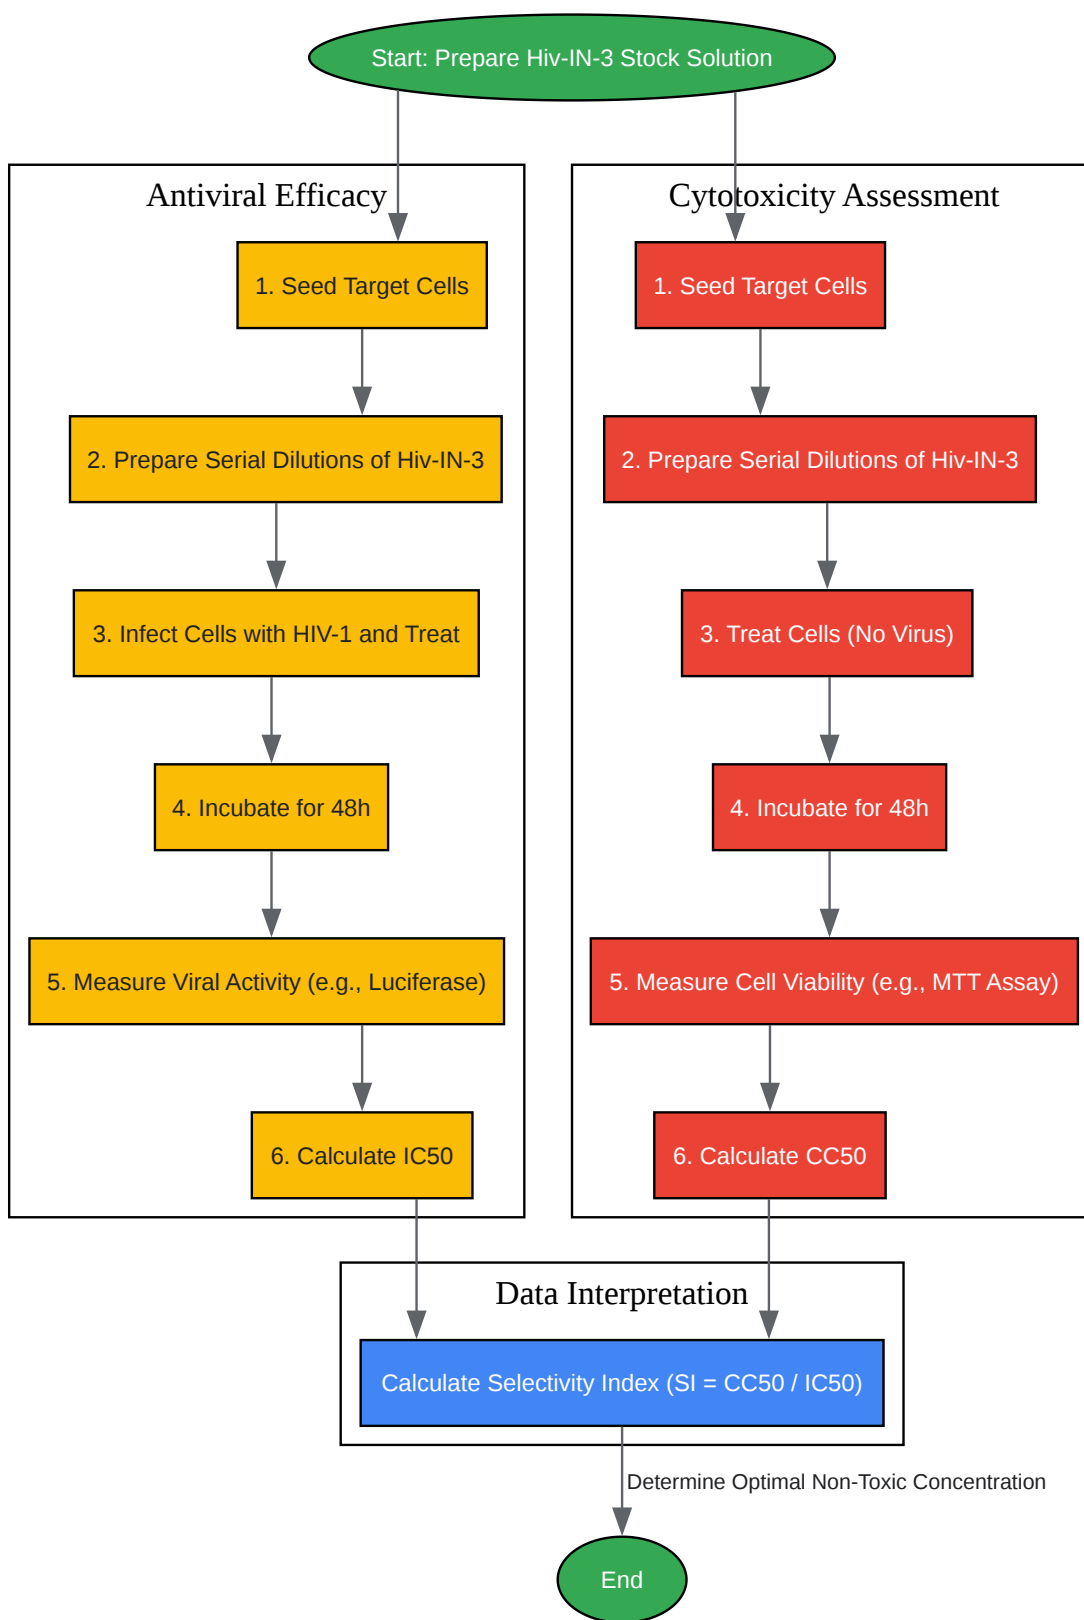 Start: Prepare Hiv-IN-3 Stock Solution
Antiviral Efficacy
1. Seed Target Cells
2. Prepare Serial Dilutions of Hiv-IN-3
3. Infect Cells with HIV-1 and Treat
4. Incubate for 48h
5. Measure Viral Activity (e.g., Luciferase)
6. Calculate IC50
Cytotoxicity Assessment
1. Seed Target Cells
2. Prepare Serial Dilutions of Hiv-IN-3
3. Treat Cells (No Virus)
4. Incubate for 48h
5. Measure Cell Viability (e.g., MTT Assay)
6. Calculate CC50
Data Interpretation
Calculate Selectivity Index (SI = CC50 / IC50)
Determine Optimal Non-Toxic Concentration
End